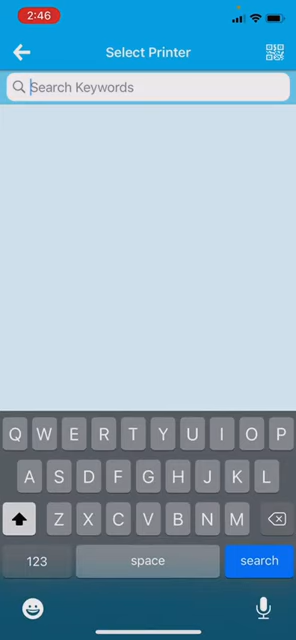 2:46
Select Printer
Search Keywords
Q W E R T Y U I O P
A S D F G H J K L
Z X C V B N M
123 space search